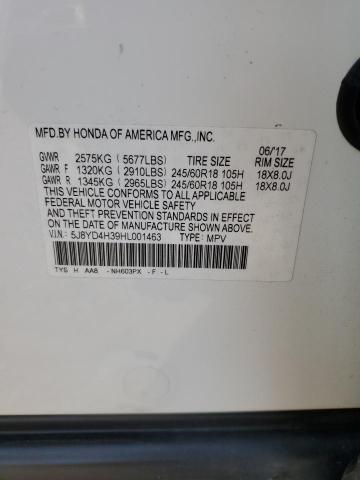 MFD.BY HONDA OF AMERICA MFG.,INC. 06/17
GVWR 2575KG (5677LBS) TIRE SIZE RIM SIZE
GAWR F 1320KG (2910LBS) 245/60R18 105H 18X8.0J
GAWR R 1345KG (2965LBS) 245/60R18 105H 18X8.0J
THIS VEHICLE CONFORMS TO ALL APPLICABLE
FEDERAL MOTOR VEHICLE SAFETY, BUMPER,
AND THEFT PREVENTION STANDARDS IN EFFECT
ON THE DATE OF MANUFACTURE SHOWN ABOVE.
V.I.N.: 5J8YD4H39HL001463 TYPE: MPV
TYS H AA8 -NH603PX -F -L